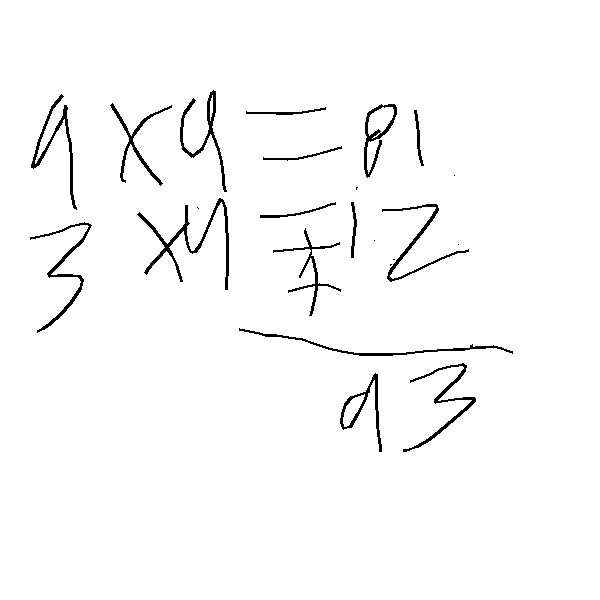 9 x 9 = 81
3 x 4 = 12
+
93